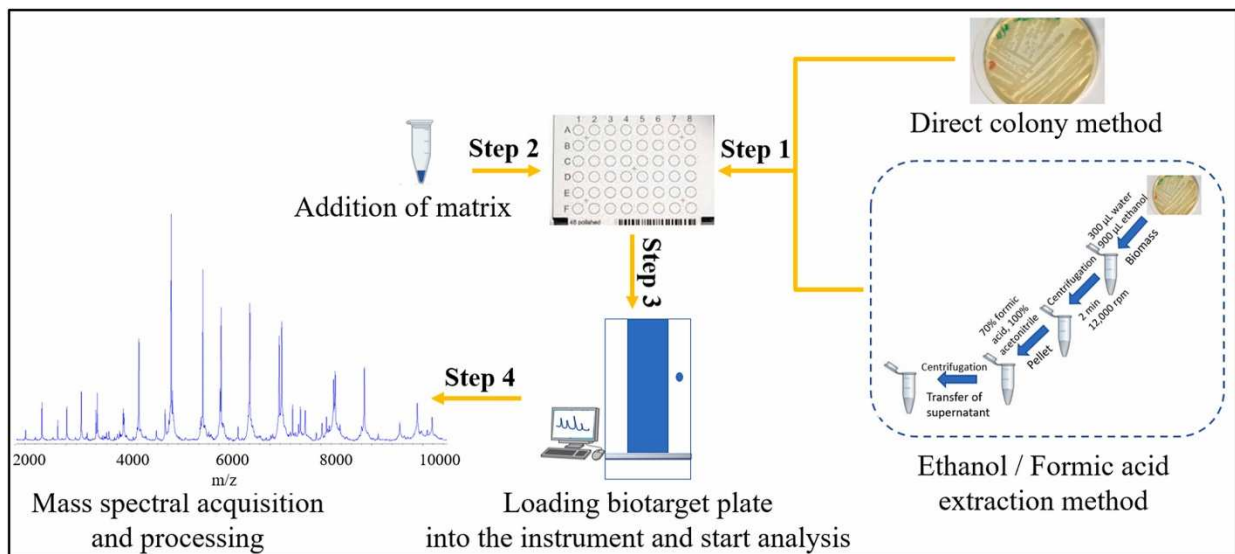 Direct colony method
Step 2
Step 1
Addition of matrix
1 2 3 4 5 6 7 8
A
B
C
D
E
F
48 polished
Step 3
300 µL water
900 µL ethanol
Biomass
Centrifugation
2 min
12,000 rpm
70% formic
acid, 100%
acetonitrile
Pellet
Centrifugation
Transfer of
supernatant
Ethanol / Formic acid
extraction method
Step 4
2000 4000 6000 8000 10000
m/z
Mass spectral acquisition
and processing
Loading biotarget plate
into the instrument and start analysis